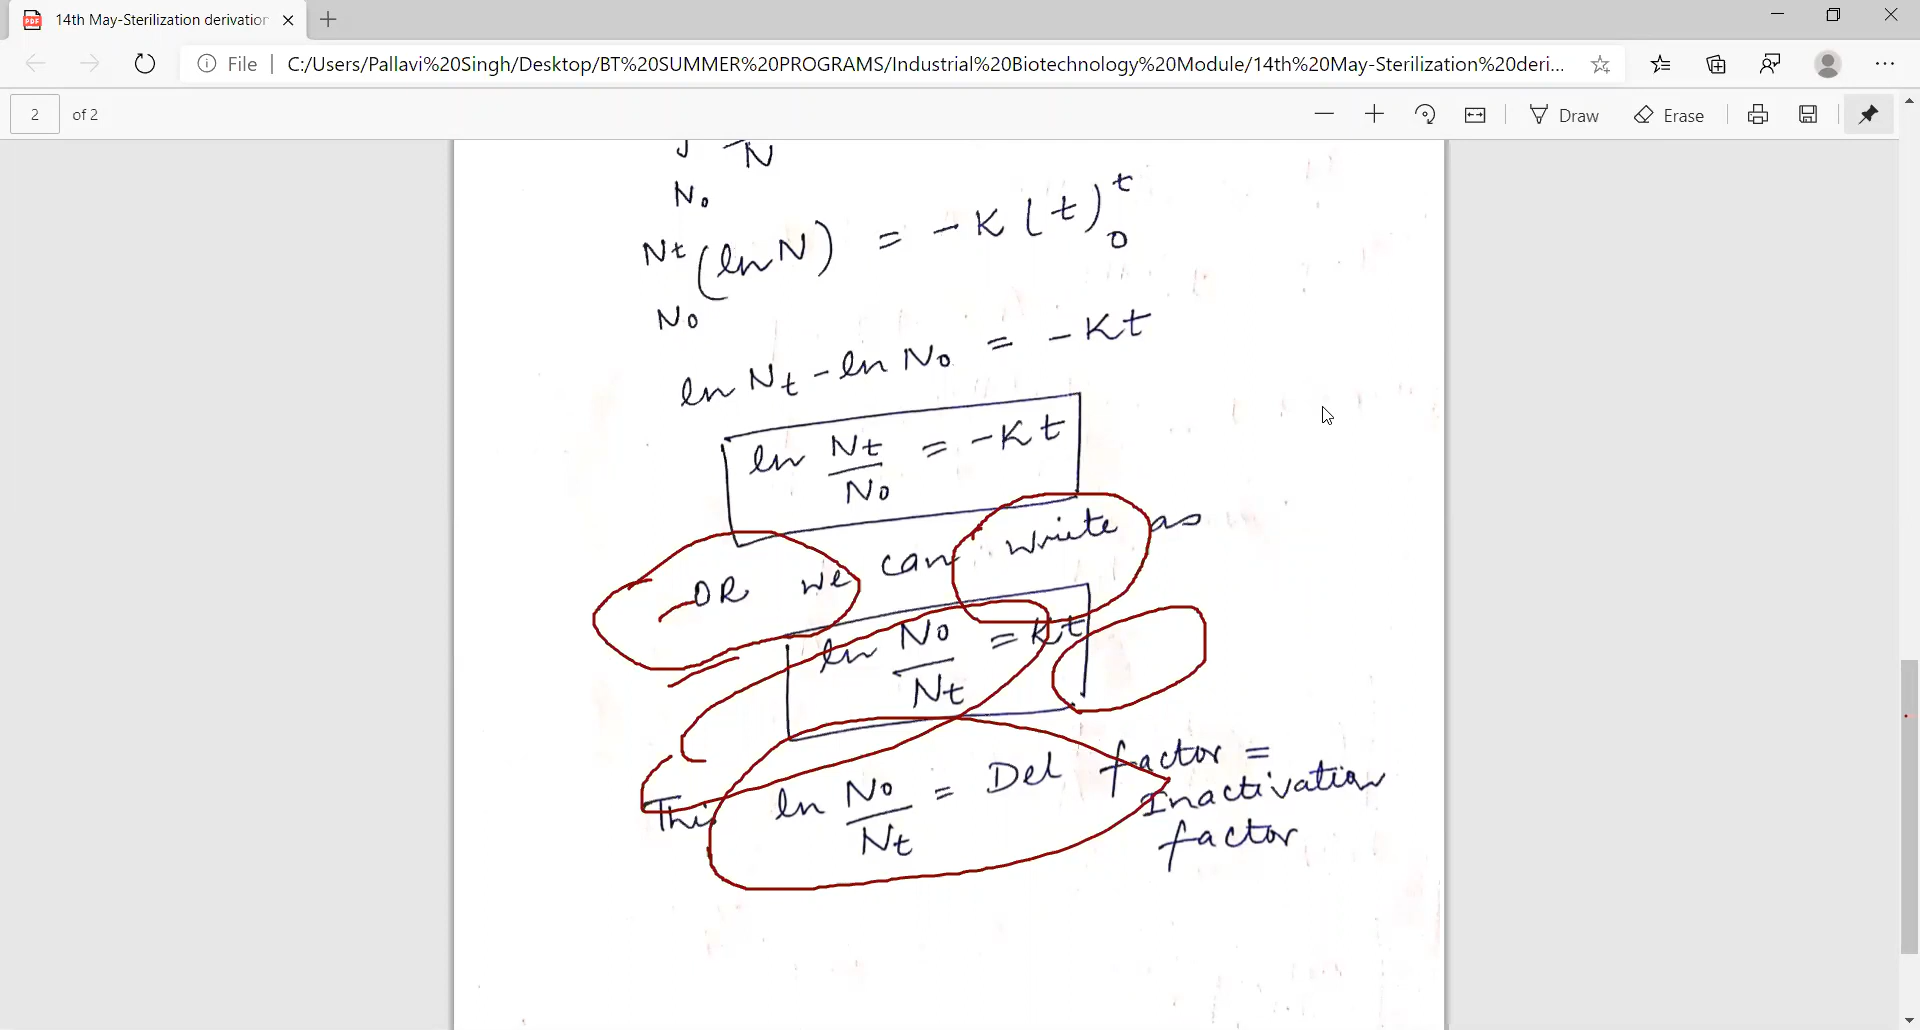 14th May-Sterilization derivation
File
C:/Users/Pallavi%20Singh/Desktop/BT%20SUMMER%20PROGRAMS/Industrial%20Biotechnology%20Module/14th%20May-Sterilization%20deri...
2 of 2
Draw
Erase
N
N₀
Nt (ln N) = -K (t) t
0
N₀
ln Nt - ln N₀ = -Kt
ln Nt/N₀ = -Kt
OR we can write as
ln N₀/Nt = Kt
This ln N₀/Nt = Del factor =
Inactivation
factor